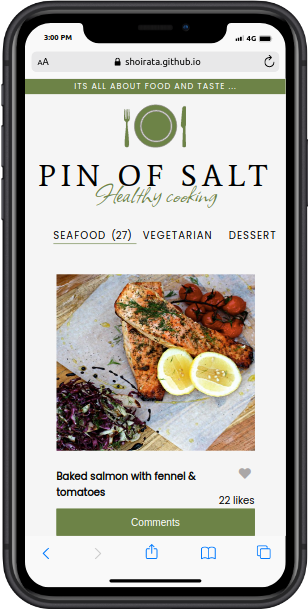 3:00 PM 4G
AA shoirata.github.io
ITS ALL ABOUT FOOD AND TASTE ...
PIN OF SALT
Healthy cooking
SEAFOOD (27) VEGETARIAN DESSERT
Baked salmon with fennel &
tomatoes
22 likes
Comments